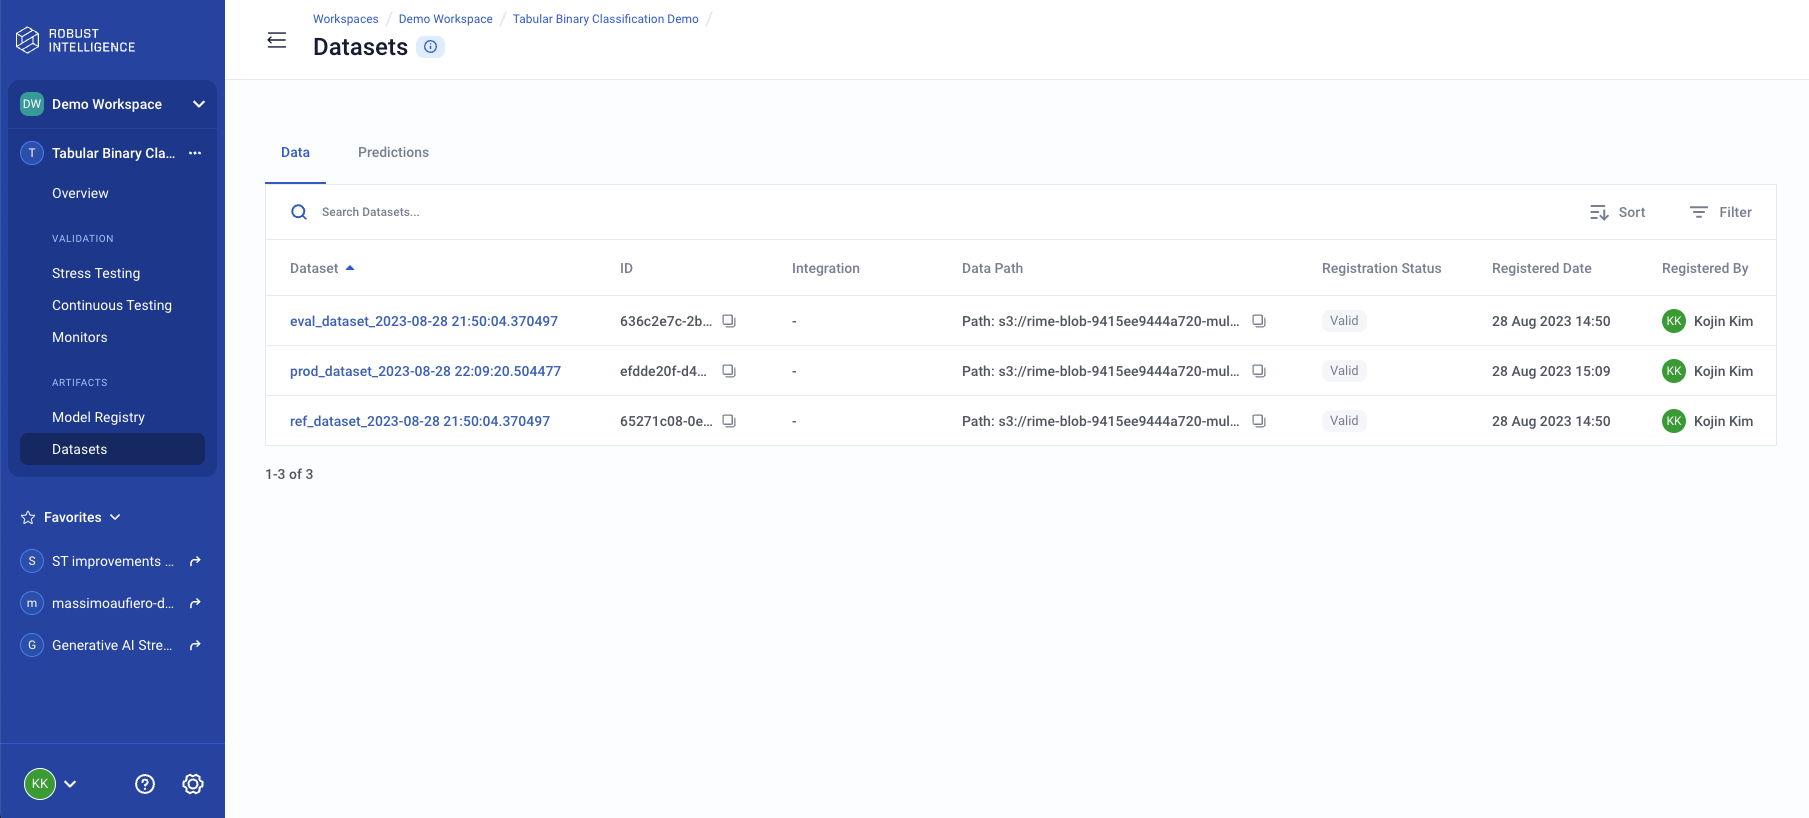 ROBUST
INTELLIGENCE
DW Demo Workspace
T Tabular Binary Cla... ...
Overview
VALIDATION
Stress Testing
Continuous Testing
Monitors
ARTIFACTS
Model Registry
Datasets
Favorites
S ST improvements ...
m massimoaufiero-d...
G Generative AI Stre...
KK
Workspaces / Demo Workspace / Tabular Binary Classification Demo /
Datasets
Data Predictions
Search Datasets... Sort Filter
Dataset ID Integration Data Path Registration Status Registered Date Registered By
eval_dataset_2023-08-28 21:50:04.370497 636c2e7c-2b... - Path: s3://rime-blob-9415ee9444a720-mul... Valid 28 Aug 2023 14:50 KK Kojin Kim
prod_dataset_2023-08-28 22:09:20.504477 efdde20f-d4... - Path: s3://rime-blob-9415ee9444a720-mul... Valid 28 Aug 2023 15:09 KK Kojin Kim
ref_dataset_2023-08-28 21:50:04.370497 65271c08-0e... - Path: s3://rime-blob-9415ee9444a720-mul... Valid 28 Aug 2023 14:50 KK Kojin Kim
1-3 of 3